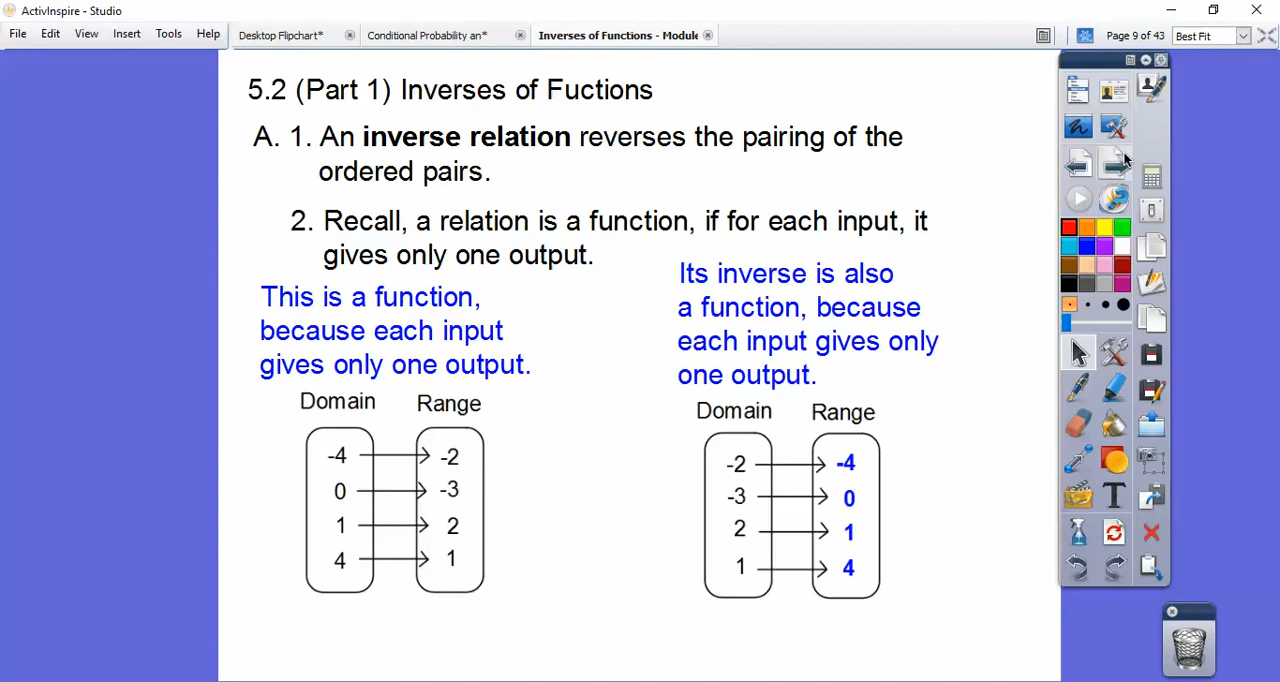 ActivInspire - Studio
File Edit View Insert Tools Help
Desktop Flipchart*
Conditional Probability an*
Inverses of Functions - Module
Page 9 of 43
Best Fit
5.2 (Part 1) Inverses of Fuctions
A. 1. An inverse relation reverses the pairing of the
ordered pairs.
2. Recall, a relation is a function, if for each input, it
gives only one output.
This is a function,
because each input
gives only one output.
Domain Range
-4 -2
0 -3
1 2
4 1
Its inverse is also
a function, because
each input gives only
one output.
Domain Range
-2 -4
-3 0
2 1
1 4